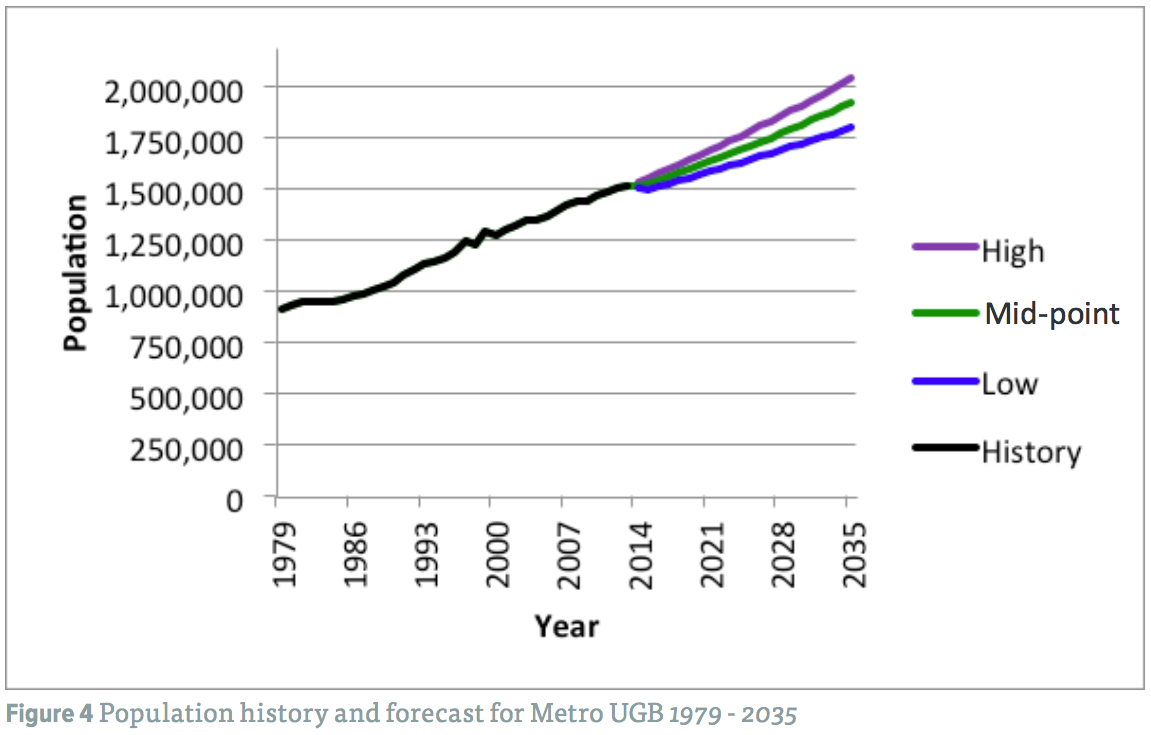 2,000,000
1,750,000
1,500,000
1,250,000
1,000,000
750,000
500,000
250,000
0
Population
1979
1986
1993
2000
2007
2014
2021
2028
2035
Year
High
Mid-point
Low
History
Figure 4 Population history and forecast for Metro UGB 1979 - 2035